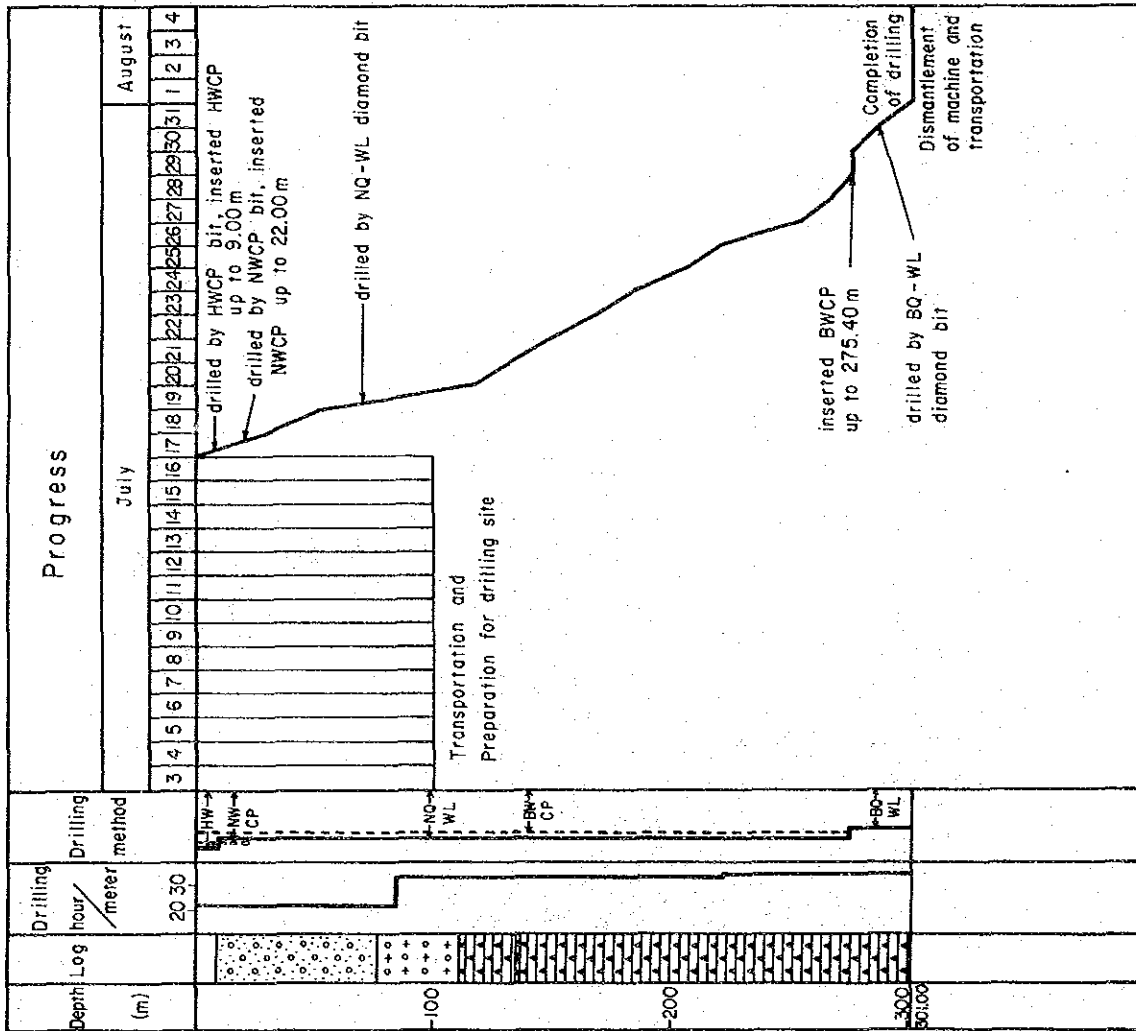 Progress
Depth
(m)
Log
Drilling
hour/meter
20 30
Drilling
method
July
August
3 4 5 6 7 8 9 10 11 12 13 14 15 16 17 18 19 20 21 22 23 24 25 26 27 28 29 30 31 1 2 3 4
HW
NW
CP
NQ
WL
BW
CP
BQ
WL
-100
-200
300
301.00
Transportation and
Preparation for drilling site
drilled by HWCP bit, inserted HWCP
up to 9.00m
drilled by NWCP bit, inserted
NWCP up to 22.00m
drilled by NQ-WL diamond bit
inserted BWCP
up to 275.40m
drilled by BQ-WL
diamond bit
Completion
of drilling
Dismantlement
of machine and
transportation